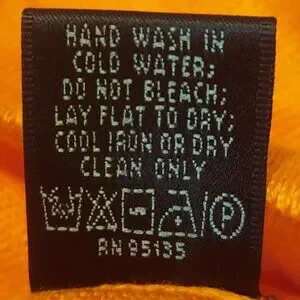 HAND WASH IN
COLD WATER;
DO NOT BLEACH;
LAY FLAT TO DRY;
COOL IRON OR DRY
CLEAN ONLY
P
RN 95135